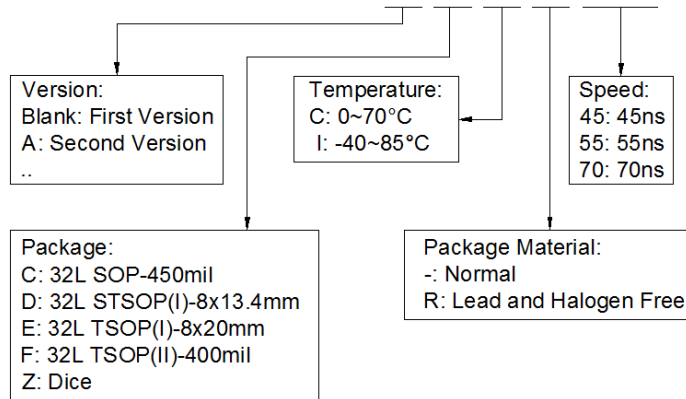 Version:
Blank: First Version
A: Second Version
..
Temperature:
C: 0~70°C
I: -40~85°C
Speed:
45: 45ns
55: 55ns
70: 70ns
Package:
C: 32L SOP-450mil
D: 32L STSOP(I)-8x13.4mm
E: 32L TSOP(I)-8x20mm
F: 32L TSOP(II)-400mil
Z: Dice
Package Material:
-: Normal
R: Lead and Halogen Free